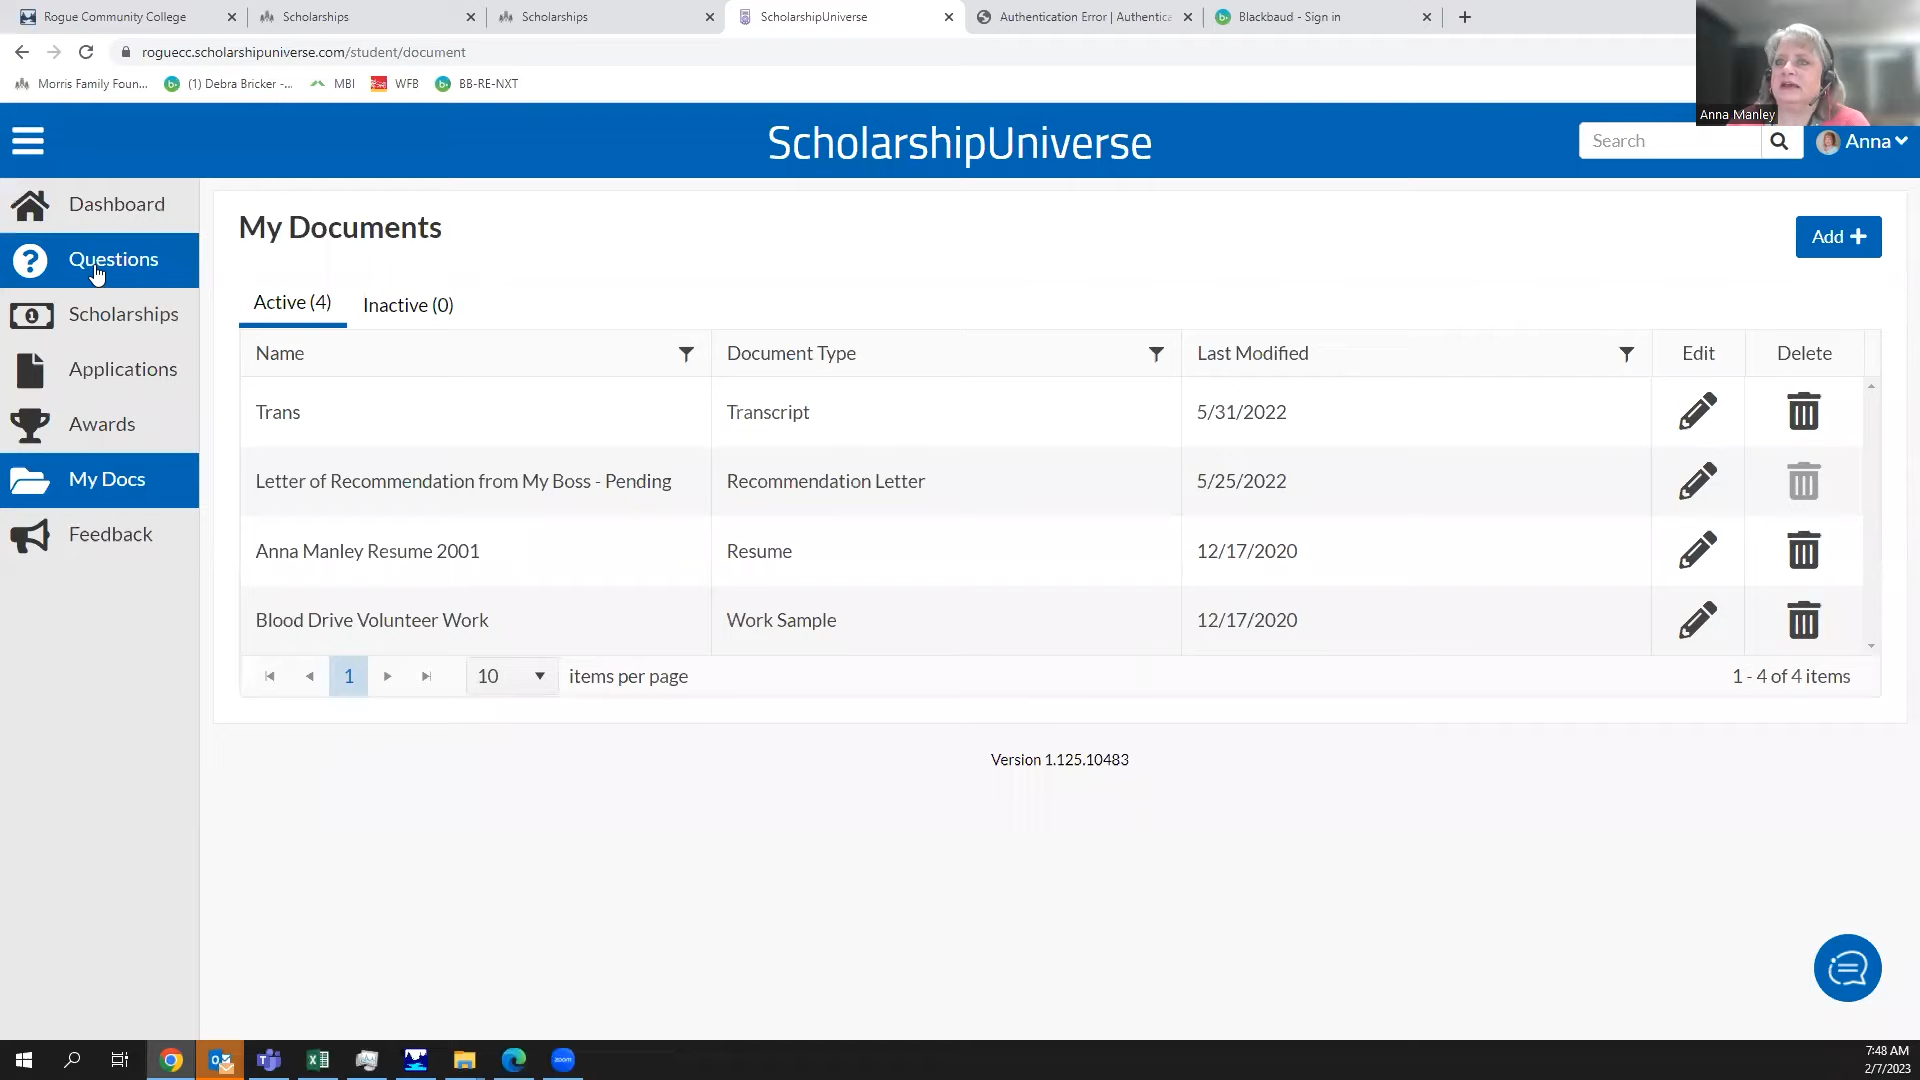 Rogue Community College
Scholarships
Scholarships
ScholarshipUniverse
Authentication Error | Authentica
Blackbaud - Sign in
roguecc.scholarshipuniverse.com/student/document
Morris Family Foun...
(1) Debra Bricker -...
MBI
WFB
BB-RE-NXT
Anna Manley
ScholarshipUniverse
Search
Anna
Dashboard
Questions
Scholarships
Applications
Awards
My Docs
Feedback
My Documents
Add +
Active (4)
Inactive (0)
Name Document Type Last Modified Edit Delete
Trans Transcript 5/31/2022
Letter of Recommendation from My Boss - Pending Recommendation Letter 5/25/2022
Anna Manley Resume 2001 Resume 12/17/2020
Blood Drive Volunteer Work Work Sample 12/17/2020
1 10 items per page 1 - 4 of 4 items
Version 1.125.10483
zoom
7:48 AM
2/7/2023